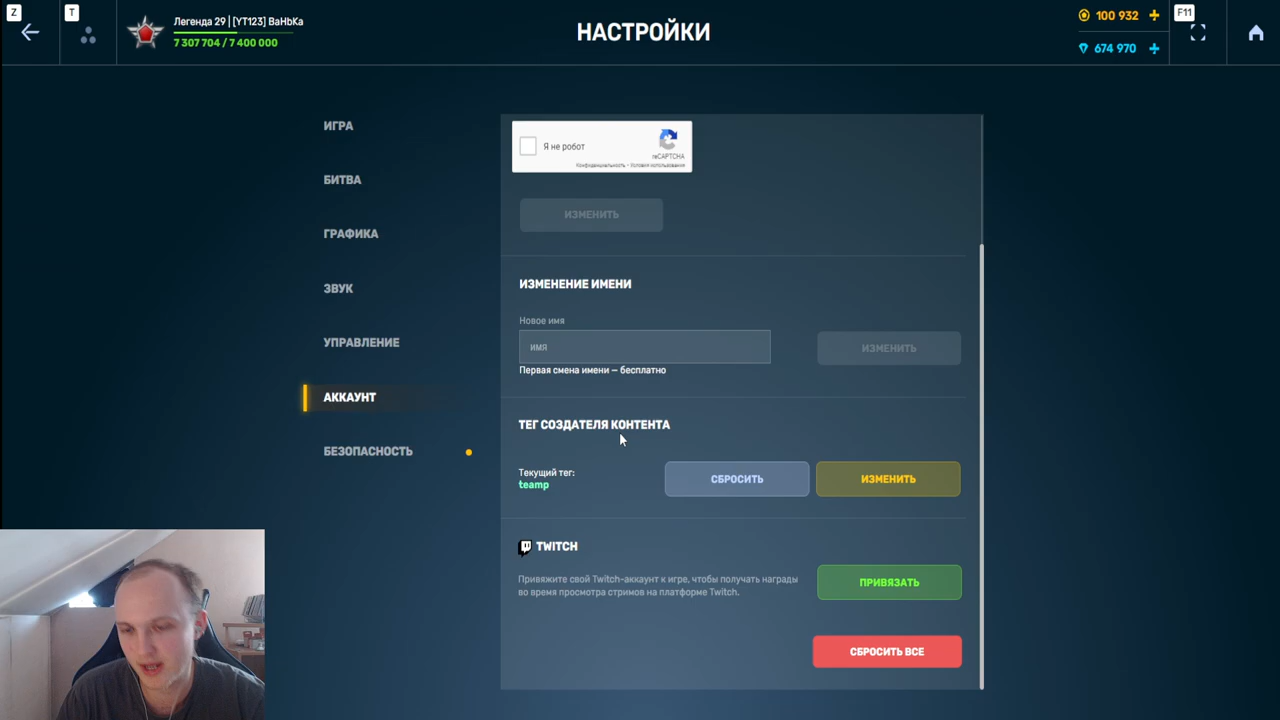 Z
T
Легенда 29 | [YT123] BaHbKa
7 307 704 / 7 400 000
НАСТРОЙКИ
100 932
674 970
F11
ИГРА
БИТВА
ГРАФИКА
ЗВУК
УПРАВЛЕНИЕ
АККАУНТ
БЕЗОПАСНОСТЬ
Я не робот
reCAPTCHA
Конфиденциальность - Условия использования
ИЗМЕНИТЬ
ИЗМЕНЕНИЕ ИМЕНИ
Новое имя
имя
ИЗМЕНИТЬ
Первая смена имени — бесплатно
ТЕГ СОЗДАТЕЛЯ КОНТЕНТА
Текущий тег:
teamp
СБРОСИТЬ
ИЗМЕНИТЬ
TWITCH
Привяжите свой Twitch-аккаунт к игре, чтобы получать награды
во время просмотра стримов на платформе Twitch.
ПРИВЯЗАТЬ
СБРОСИТЬ ВСЕ